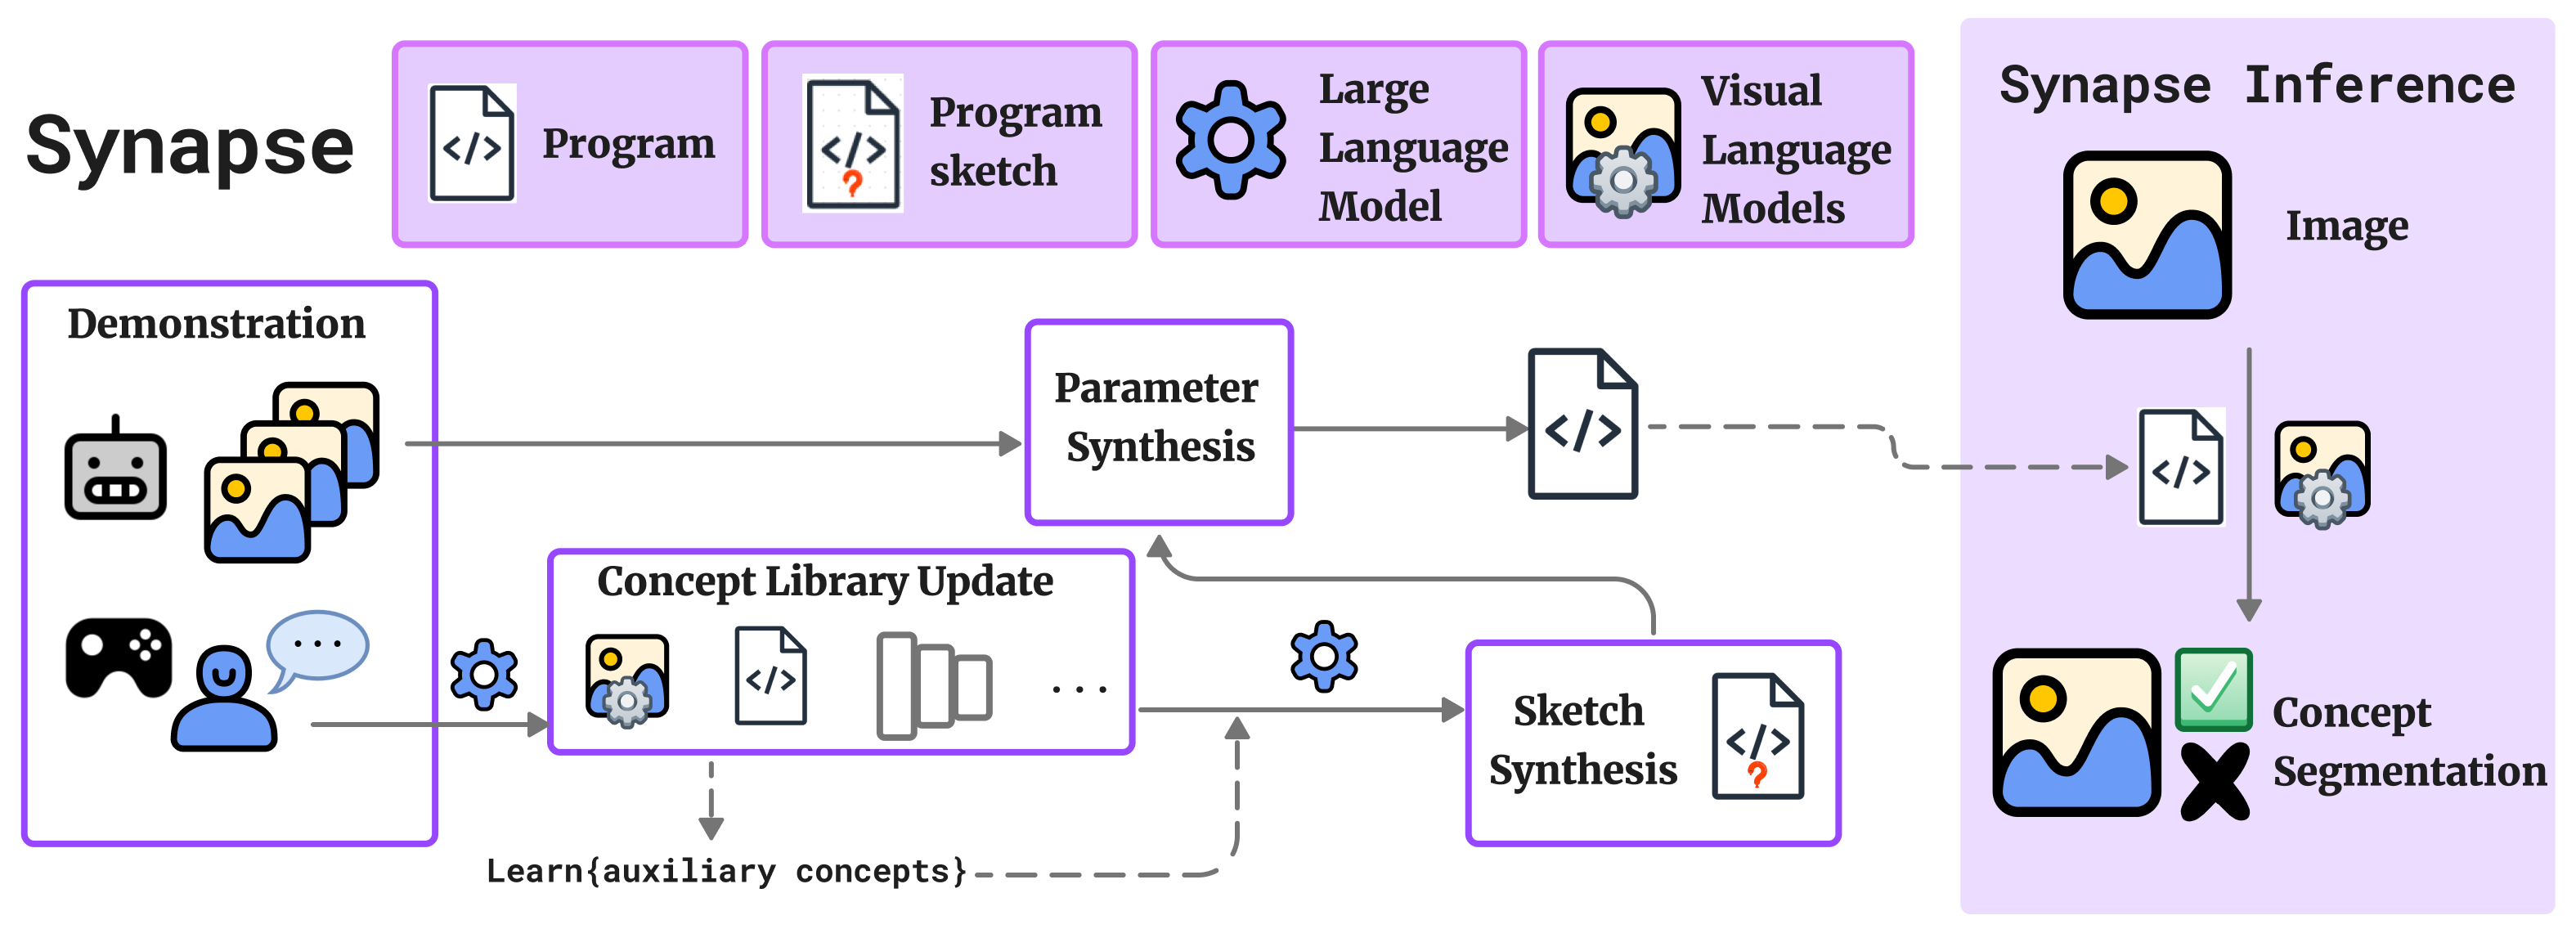 Synapse
</>
Program
</>
?
Program
sketch
Large
Language
Model
Visual
Language
Models
Synapse Inference
Image
Demonstration
Parameter
Synthesis
</>
</>
Concept Library Update
</>
...
...
Sketch
Synthesis
</>
?
Learn{auxiliary concepts}
Concept
Segmentation